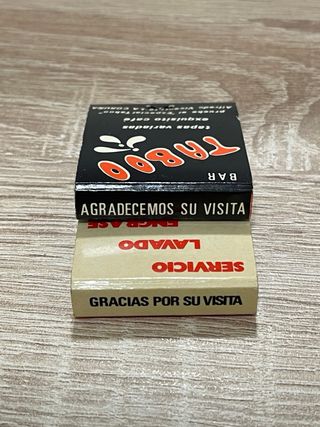 BAR
TABOO
tapas variadas
exquisito café
AGRADECEMOS SU VISITA
SERVICIO
LAVADO
ENGRASE
GRACIAS POR SU VISITA